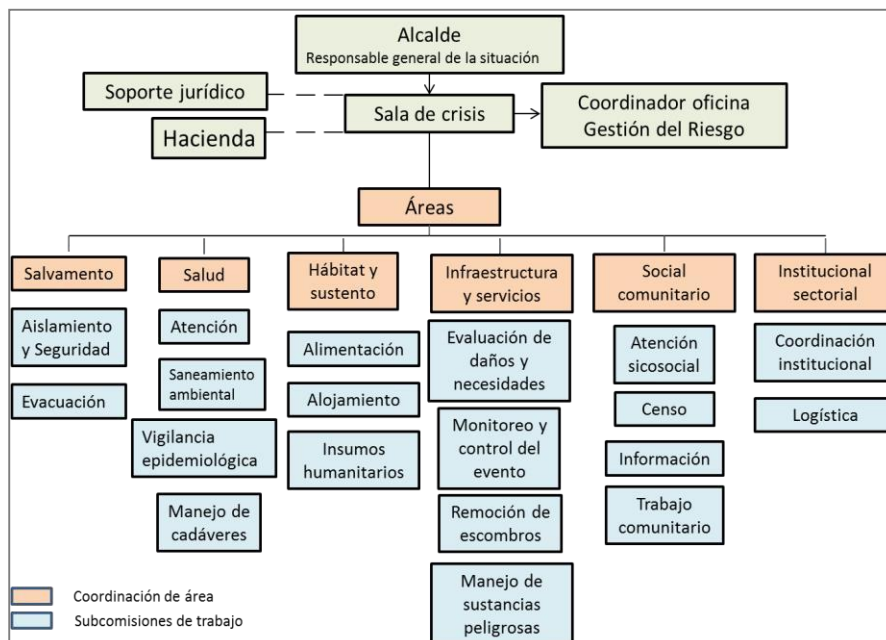 Alcalde
Responsable general de la situación
Soporte jurídico
Sala de crisis
Coordinador oficina
Gestión del Riesgo
Hacienda
Áreas
Salvamento
Salud
Hábitat y
sustento
Infraestructura
y servicios
Social
comunitario
Institucional
sectorial
Aislamiento
y Seguridad
Evacuación
Atención
Saneamiento
ambiental
Vigilancia
epidemiológica
Manejo de
cadáveres
Alimentación
Alojamiento
Insumos
humanitarios
Evaluación de
daños y
necesidades
Monitoreo y
control del
evento
Remoción de
escombros
Manejo de
sustancias
peligrosas
Atención
sicosocial
Censo
Información
Trabajo
comunitario
Coordinación
institucional
Logística
Coordinación de área
Subcomisiones de trabajo